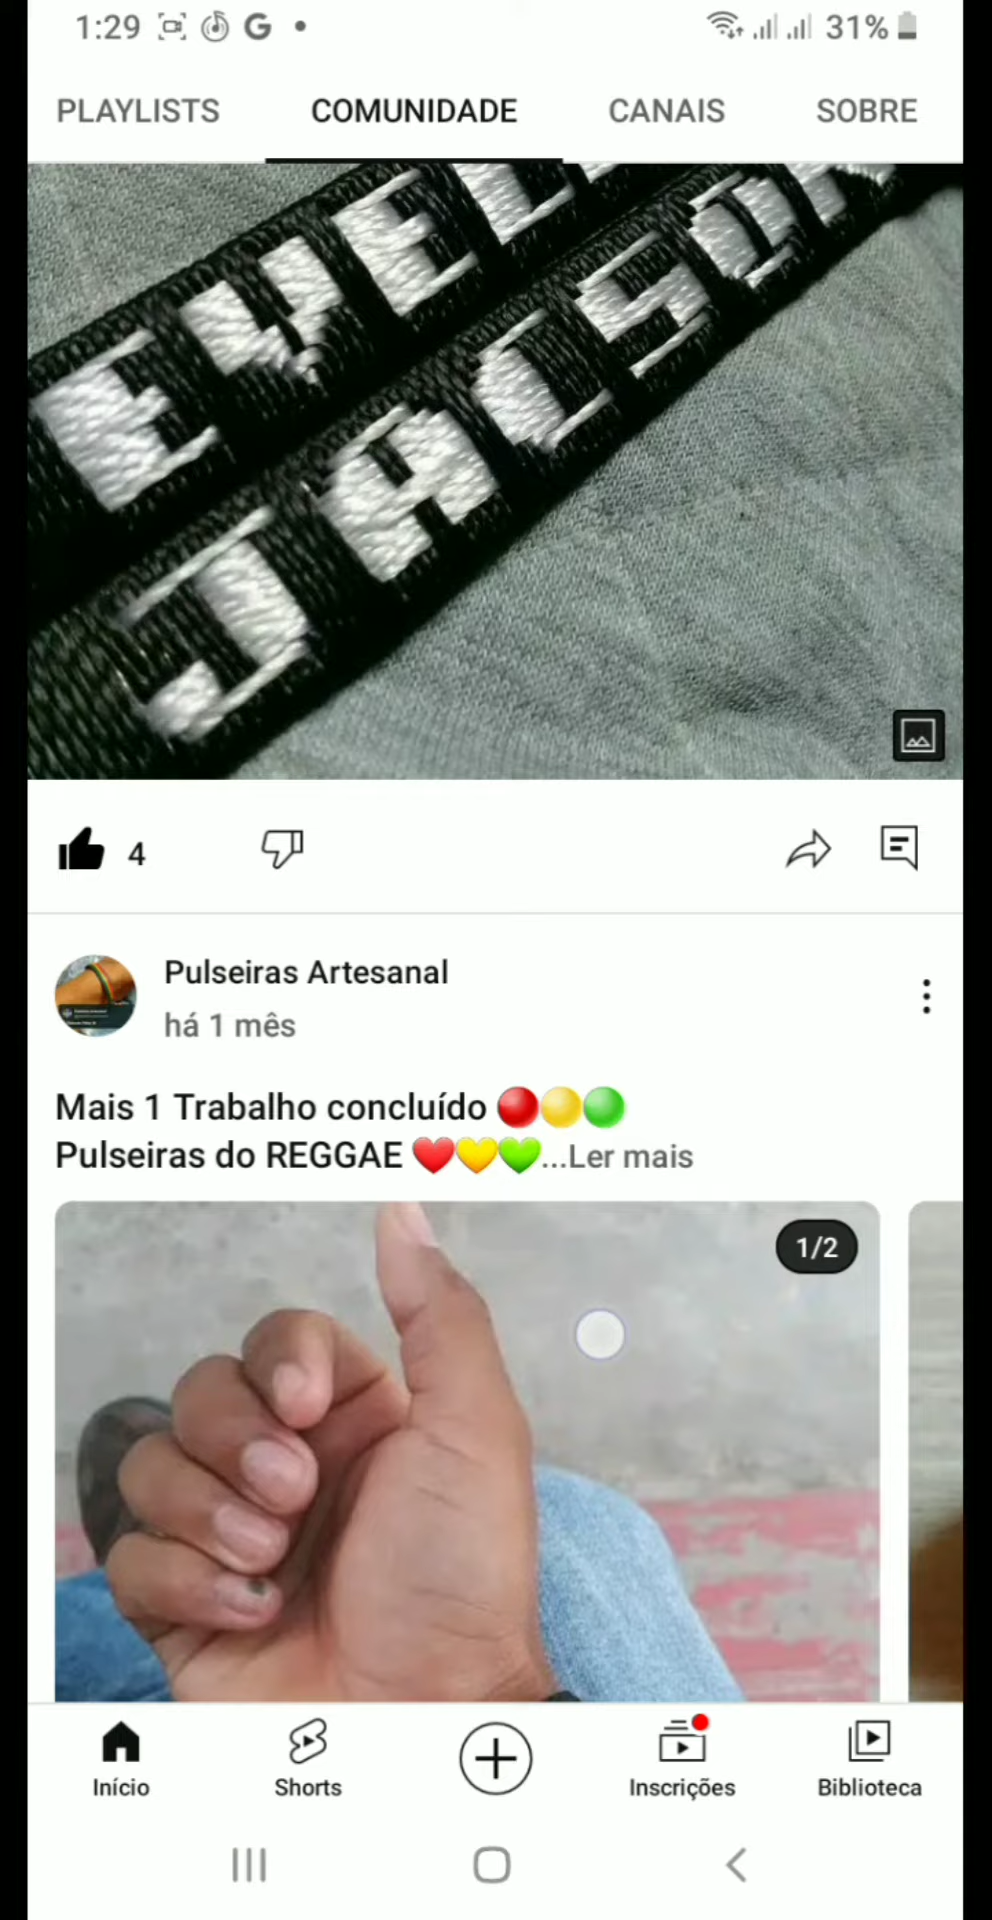 1:29 G 31%
PLAYLISTS COMUNIDADE CANAIS SOBRE
JACSON
4
Pulseiras Artesanal
há 1 mês
Mais 1 Trabalho concluído 🔴🟡🟢
Pulseiras do REGGAE ❤️💛💚...Ler mais
1/2
Início Shorts Inscrições Biblioteca